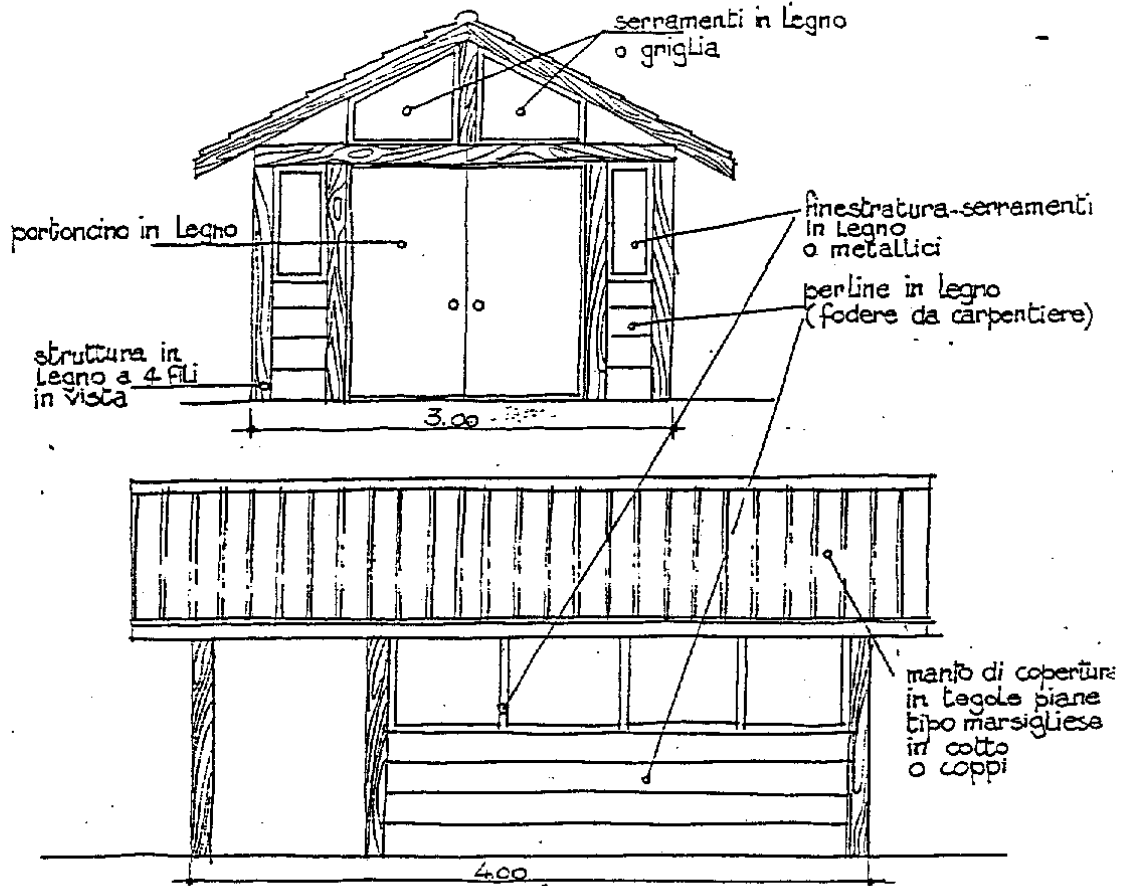 serramenti in legno
o griglia
portoncino in legno
finestratura-serramenti
in legno
o metallici
perline in legno
(fodere da carpentiere)
struttura in
legno a 4 fili
in vista
3.00
manto di copertura
in tegole piane
tipo marsigliese
in cotto
o coppi
4.00